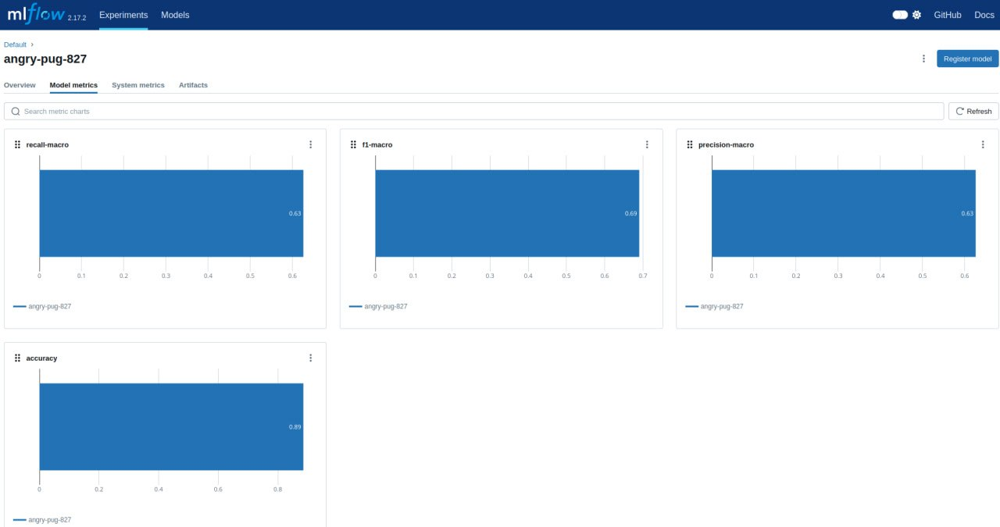 mlflow 2.17.2 Experiments Models GitHub Docs
Default ›
angry-pug-827
Register model
Overview Model metrics System metrics Artifacts
Search metric charts
Refresh
recall-macro
0.63
0 0.1 0.2 0.3 0.4 0.5 0.6
angry-pug-827
f1-macro
0.69
0 0.1 0.2 0.3 0.4 0.5 0.6 0.7
angry-pug-827
precision-macro
0.63
0 0.1 0.2 0.3 0.4 0.5 0.6
angry-pug-827
accuracy
0.89
0 0.2 0.4 0.6 0.8
angry-pug-827